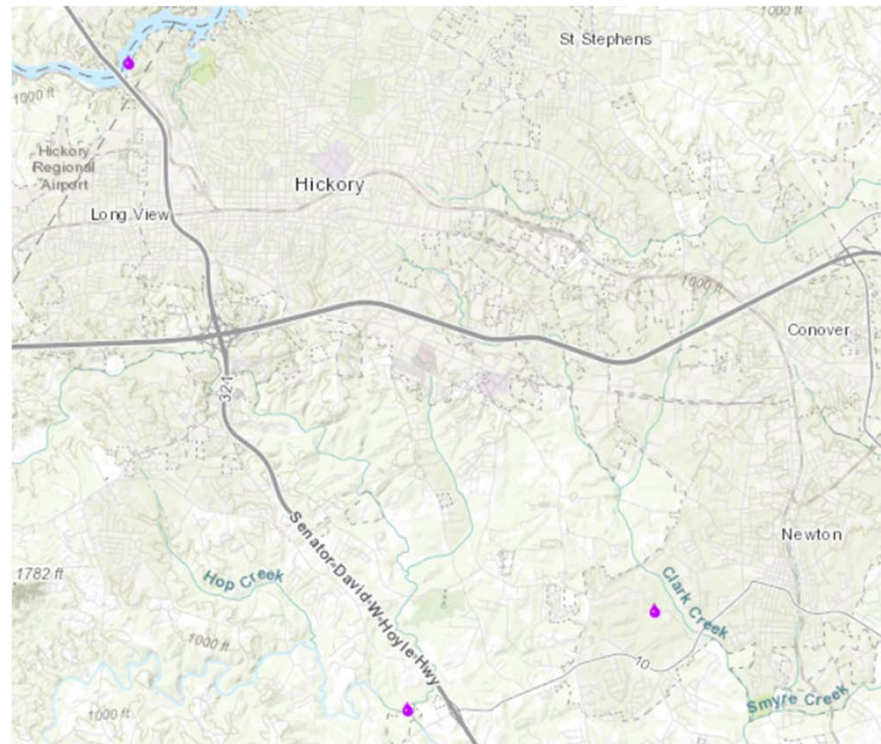 1000 ft
St Stephens
1000 ft
Hickory
Regional
Airport
Hickory
Long View
1000 ft
Conover
321
Senator-David-W-Hoyle-Hwy
Newton
1782 ft
Hop Creek
Clark Creek
1000 ft
10
1000 ft
Smyre Creek